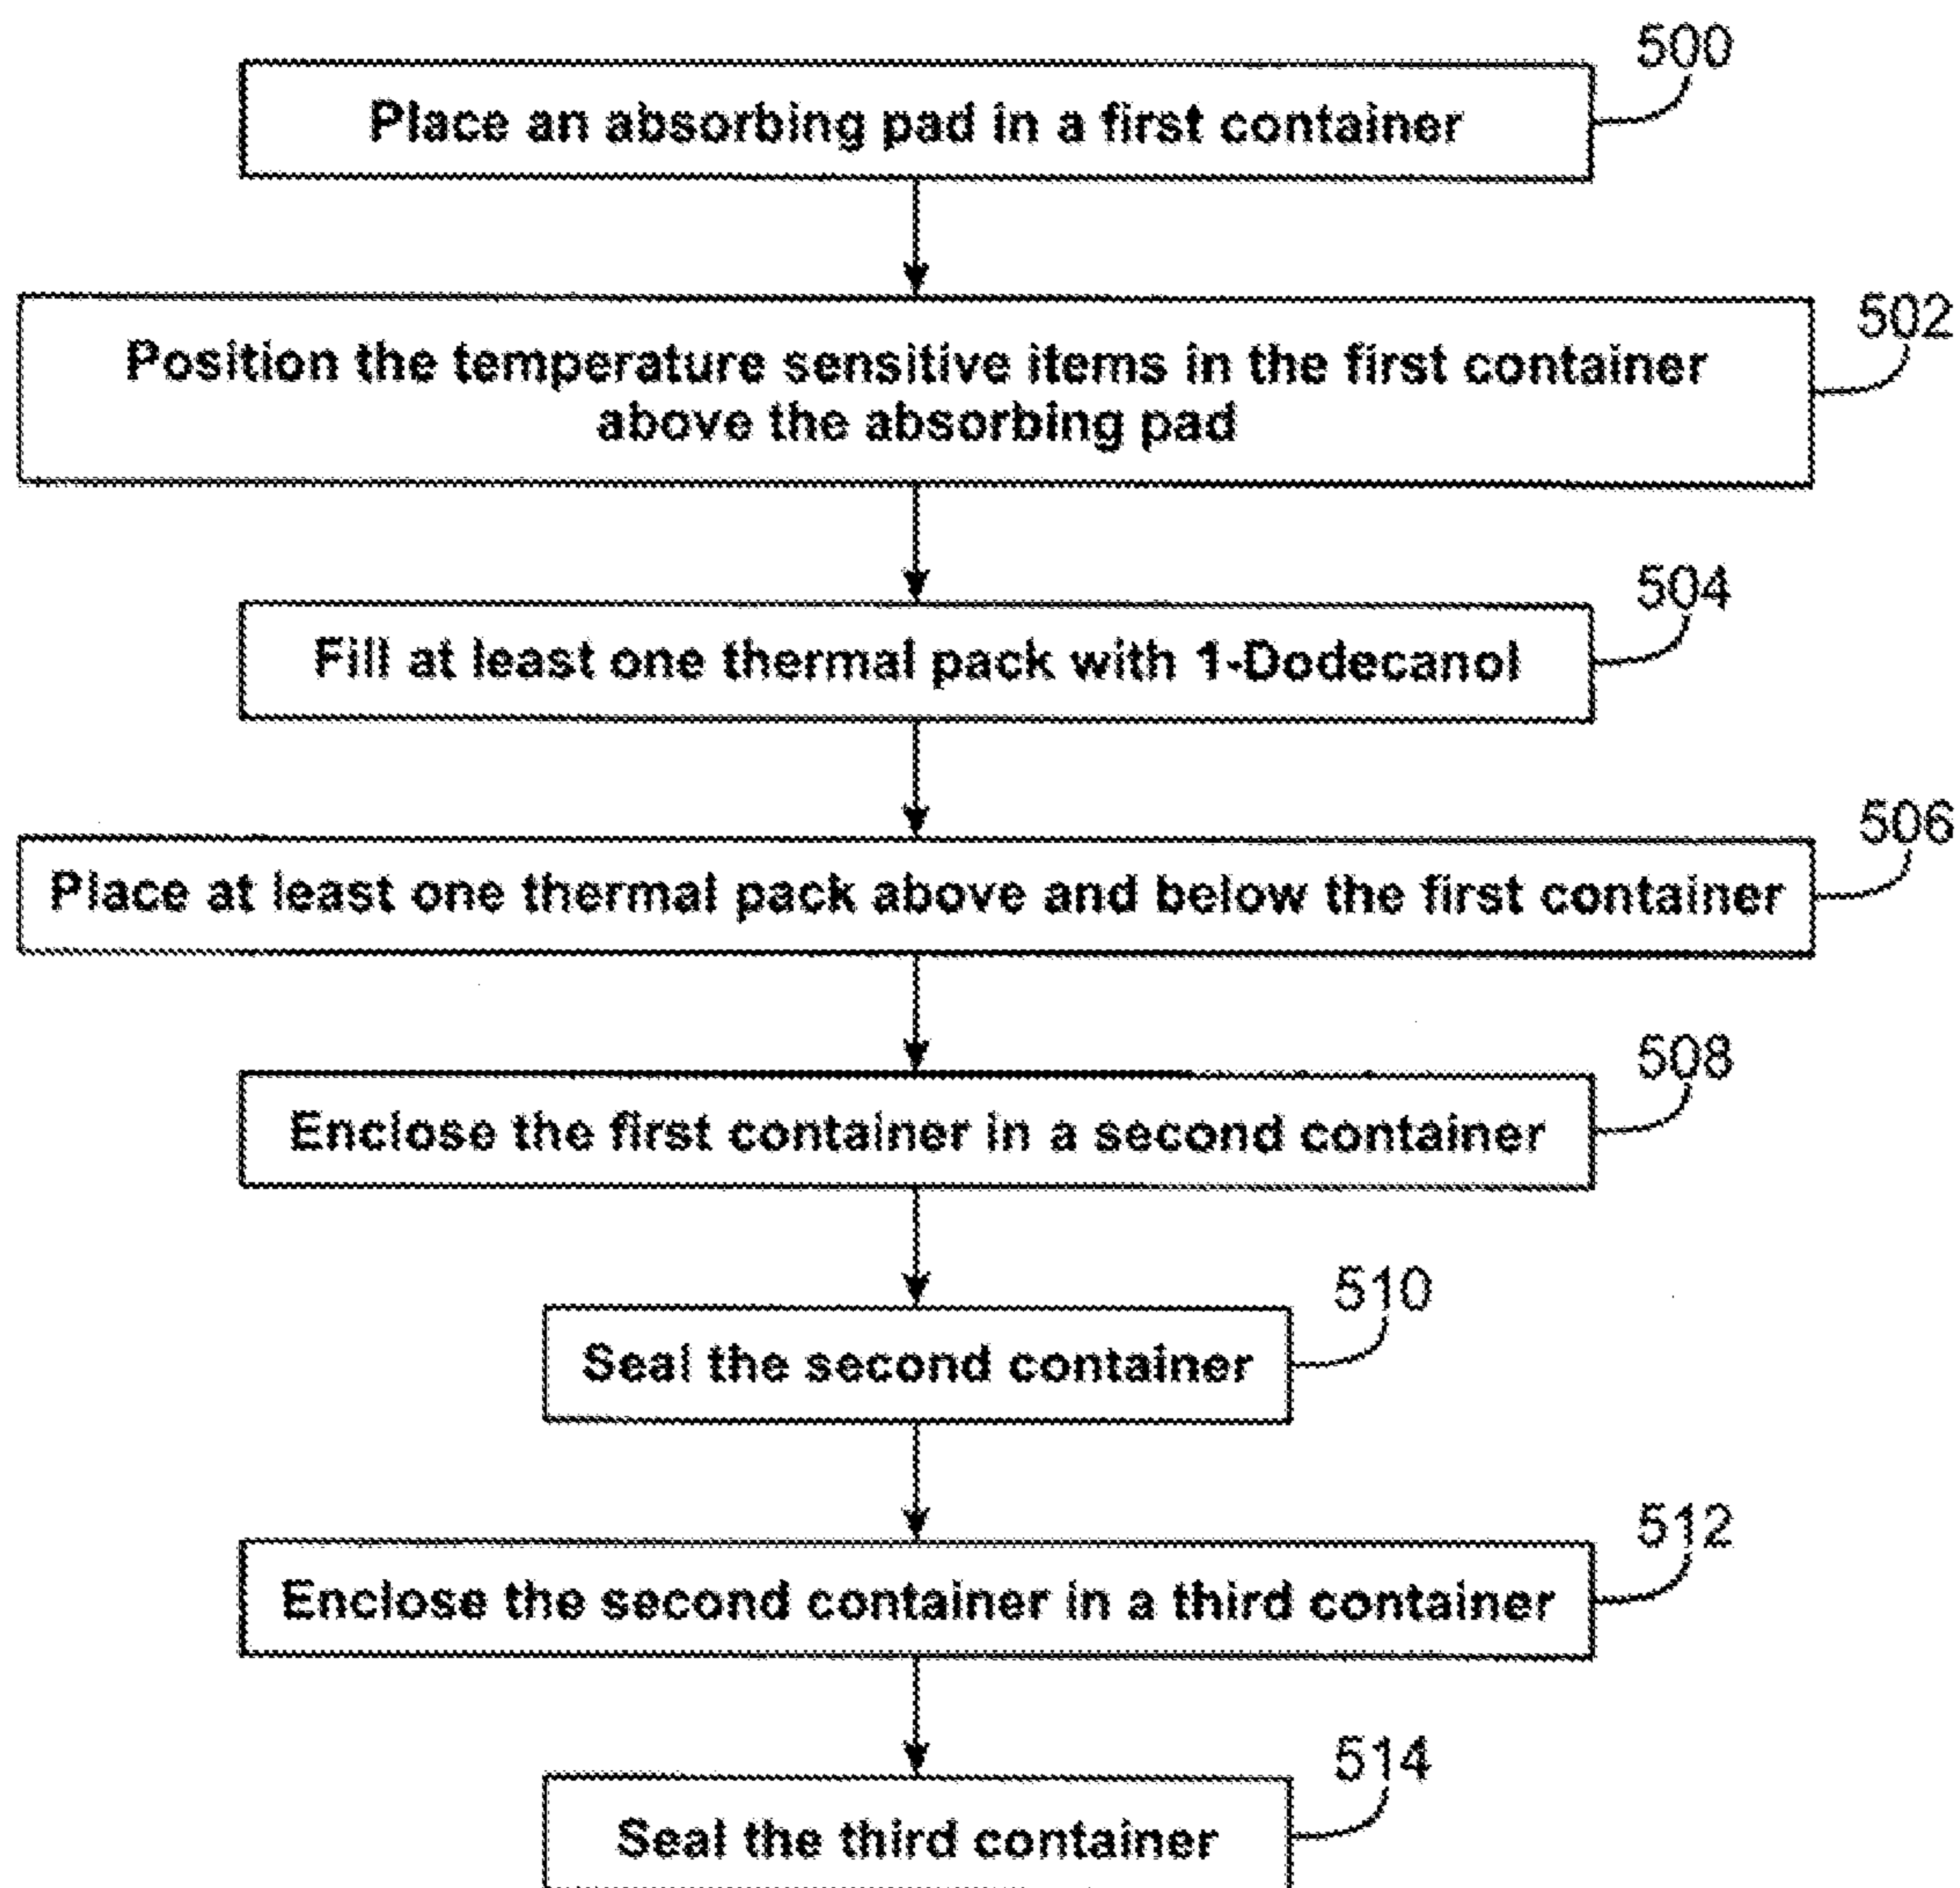 500
Place an absorbing pad in a first container
502
Position the temperature sensitive items in the first container
above the absorbing pad
504
Fill at least one thermal pack with 1-Dodecanol
506
Place at least one thermal pack above and below the first container
508
Enclose the first container in a second container
510
Seal the second container
512
Enclose the second container in a third container
514
Seal the third container